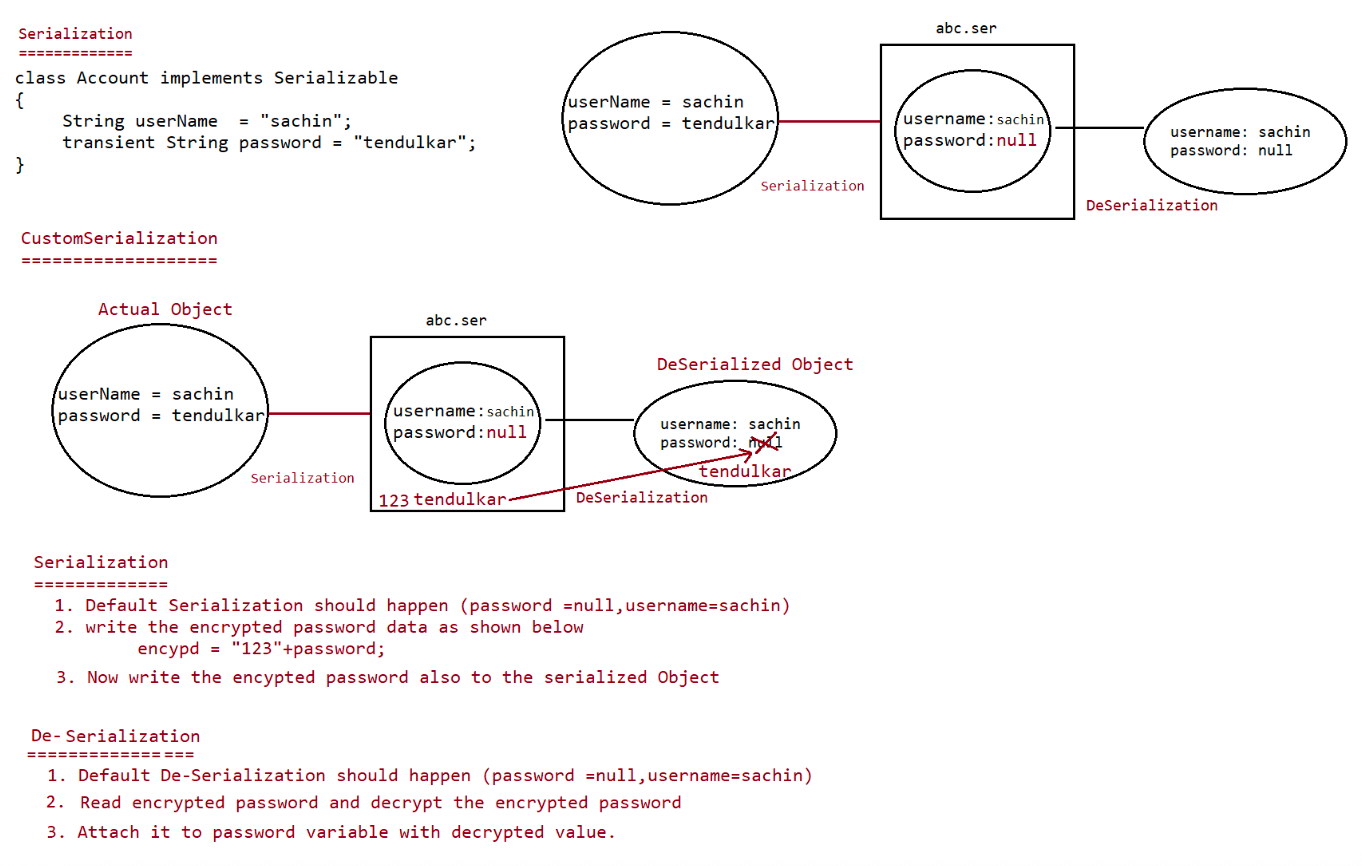 Serialization
=============
class Account implements Serializable
{
String userName  = "sachin";
transient String password = "tendulkar";
}
userName = sachin
password = tendulkar
Serialization
abc.ser
username:sachin
password:null
DeSerialization
username: sachin
password: null
CustomSerialization
===================
Actual Object
userName = sachin
password = tendulkar
Serialization
abc.ser
username:sachin
password:null
123 tendulkar
DeSerialization
DeSerialized Object
username: sachin
password: null
tendulkar
Serialization
=============
1. Default Serialization should happen (password =null,username=sachin)
2. write the encrypted password data as shown below
encypd = "123"+password;
3. Now write the encypted password also to the serialized Object
De-Serialization
================
1. Default De-Serialization should happen (password =null,username=sachin)
2. Read encrypted password and decrypt the encrypted password
3. Attach it to password variable with decrypted value.